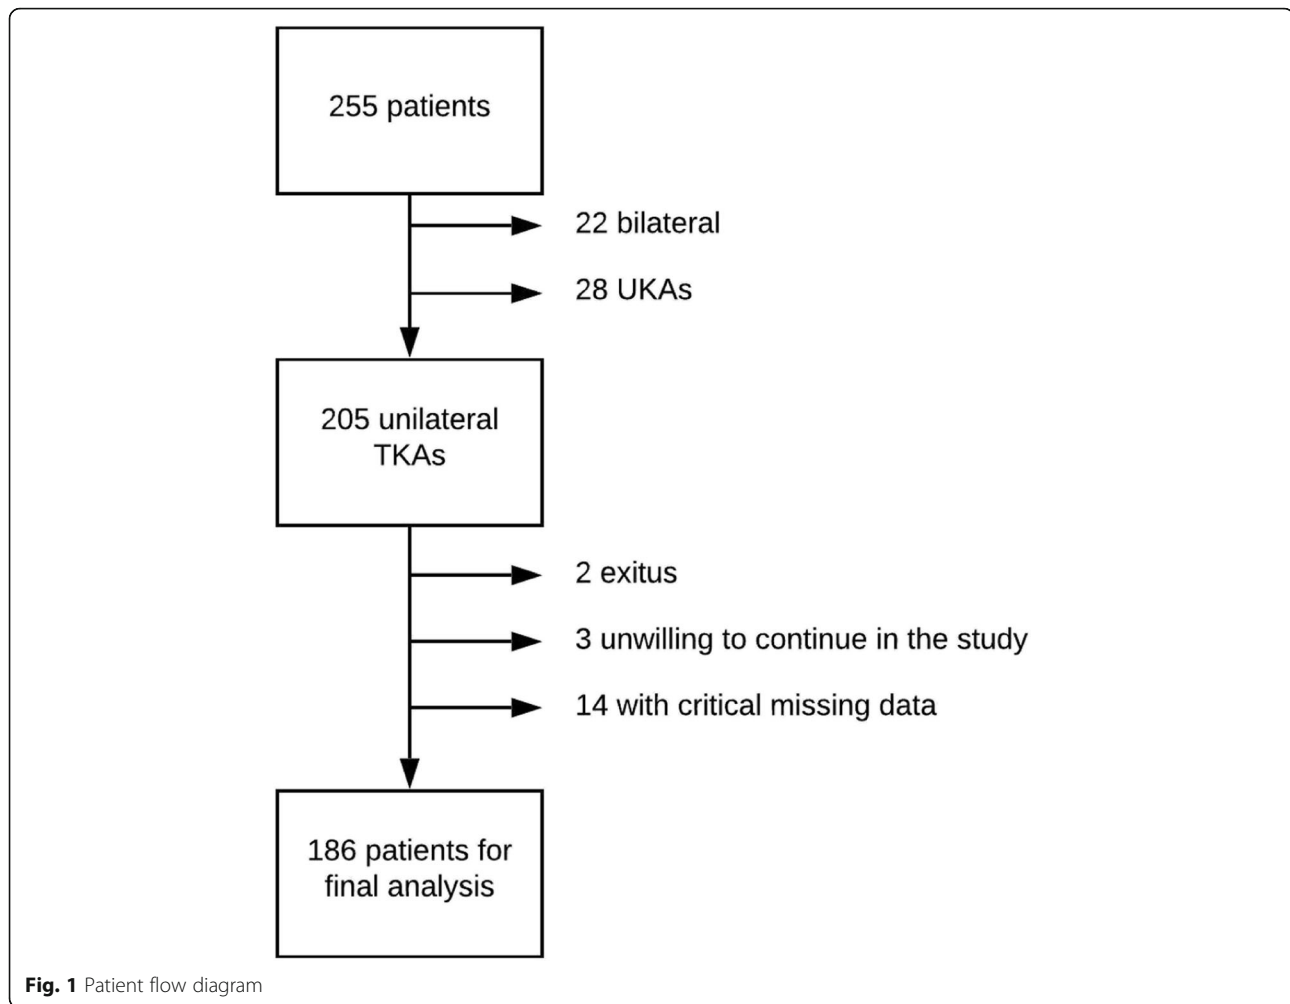 255 patients
22 bilateral
28 UKAs
205 unilateral
TKAs
2 exitus
3 unwilling to continue in the study
14 with critical missing data
186 patients for
final analysis
Fig. 1 Patient flow diagram